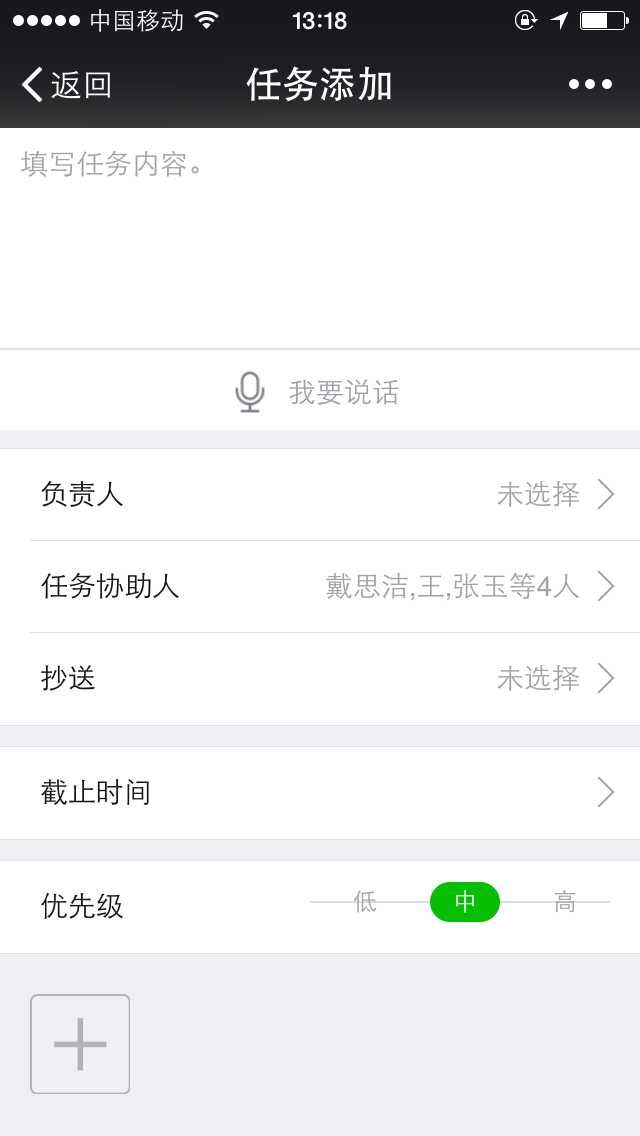 中国移动 13:18
返回 任务添加
填写任务内容。
我要说话
负责人 未选择
任务协助人 戴思洁,王,张玉等4人
抄送 未选择
截止时间
优先级 低 中 高